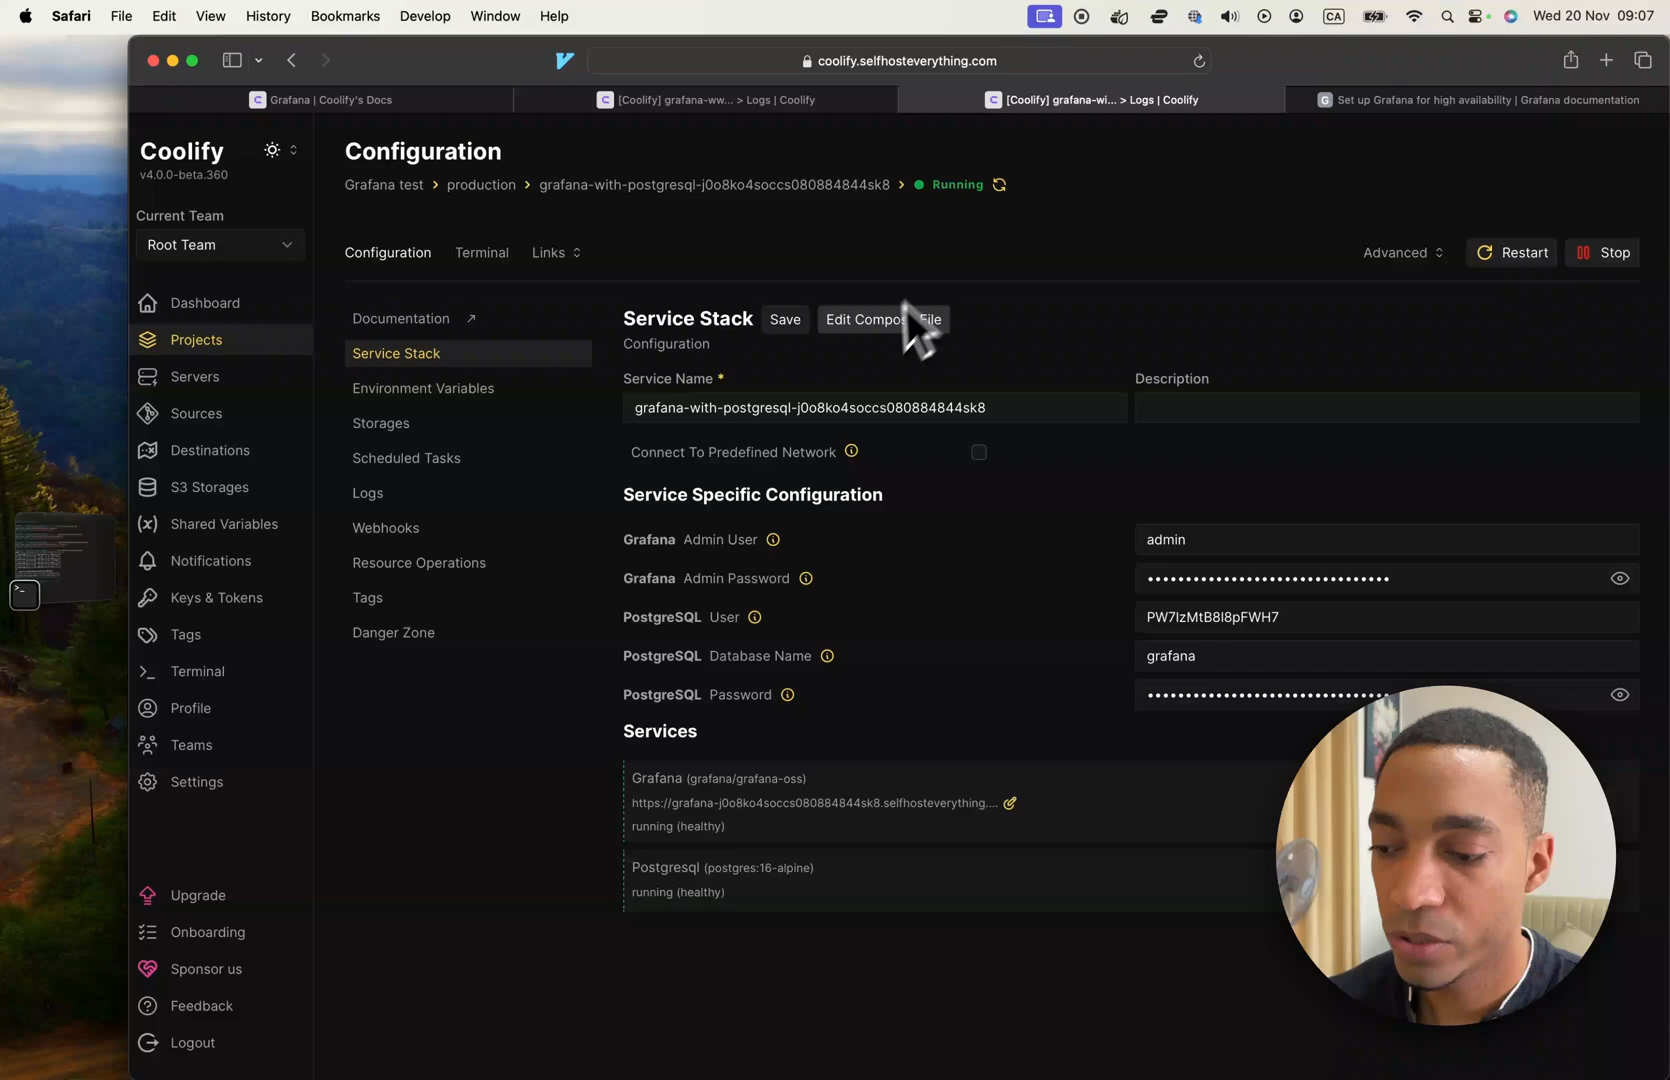 Safari File Edit View History Bookmarks Develop Window Help
CA
Wed 20 Nov 09:07
coolify.selfhosteverything.com
Grafana | Coolify's Docs
[Coolify] grafana-ww... > Logs | Coolify
[Coolify] grafana-wi... > Logs | Coolify
Set up Grafana for high availability | Grafana documentation
Coolify
v4.0.0-beta.360
Current Team
Root Team
Dashboard
Projects
Servers
Sources
Destinations
S3 Storages
Shared Variables
Notifications
Keys & Tokens
Tags
Terminal
Profile
Teams
Settings
Upgrade
Onboarding
Sponsor us
Feedback
Logout
Configuration
Grafana test > production > grafana-with-postgresql-j0o8ko4soccs080884844sk8 > Running
Configuration Terminal Links
Advanced Restart Stop
Documentation
Service Stack
Environment Variables
Storages
Scheduled Tasks
Logs
Webhooks
Resource Operations
Tags
Danger Zone
Service Stack Save Edit Compos File
Configuration
Service Name * Description
grafana-with-postgresql-j0o8ko4soccs080884844sk8
Connect To Predefined Network
Service Specific Configuration
Grafana Admin User
admin
Grafana Admin Password
PostgreSQL User
PW7IzMtB8I8pFWH7
PostgreSQL Database Name
grafana
PostgreSQL Password
Services
Grafana (grafana/grafana-oss)
https://grafana-j0o8ko4soccs080884844sk8.selfhosteverything....
running (healthy)
Postgresql (postgres:16-alpine)
running (healthy)